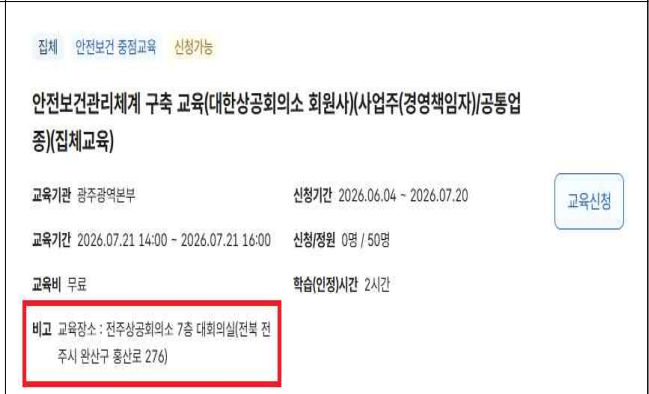 집체 안전보건 중점교육 신청가능
안전보건관리체계 구축 교육(대한상공회의소 회원사)(사업주(경영책임자)/공통업
종)(집체교육)
교육기관 광주광역본부 신청기간 2026.06.04 ~ 2026.07.20
교육신청
교육기간 2026.07.21 14:00 ~ 2026.07.21 16:00 신청/정원 0명 / 50명
교육비 무료 학습(인정)시간 2시간
비고 교육장소 : 전주상공회의소 7층 대회의실(전북 전
주시 완산구 홍산로 276)